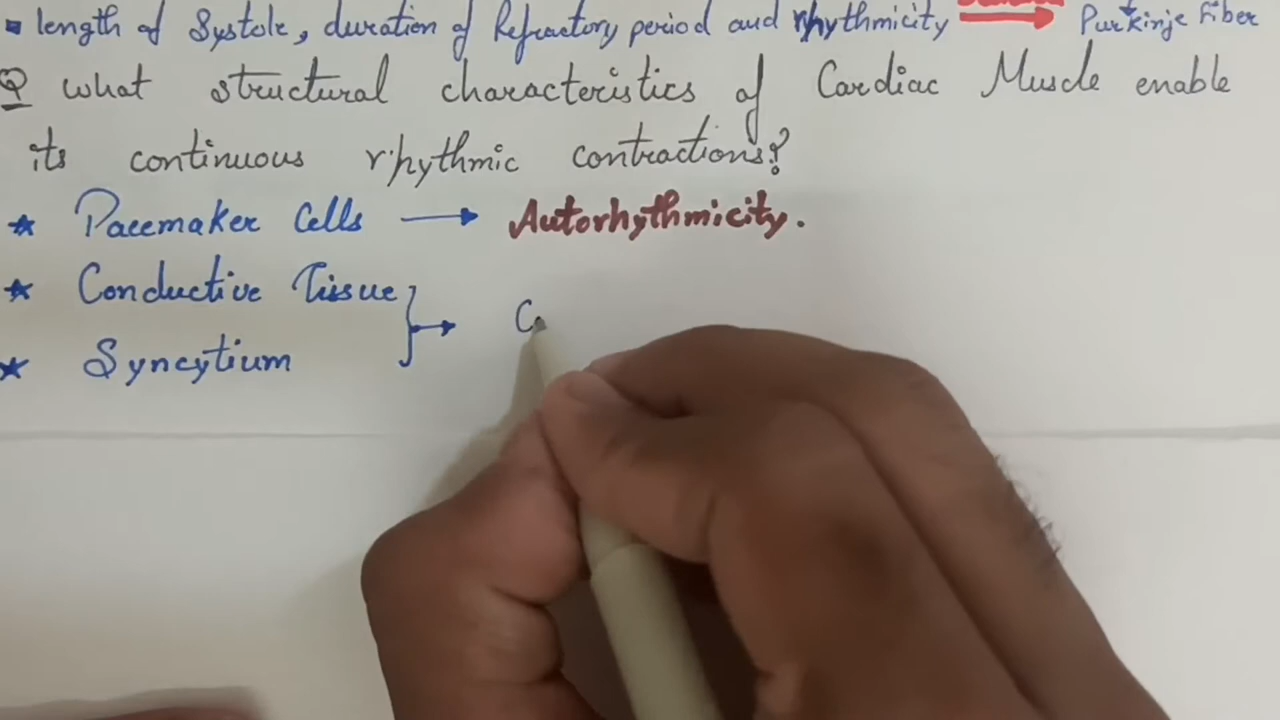 ▪ length of Systole, duration of Refractory period and rhythmicity Purkinje Fiber
Q what structural characteristics of Cardiac Muscle enable
its continuous rhythmic contractions?
★ Pacemaker Cells → Autorhythmicity.
★ Conductive Tissue
★ Syncytium
C